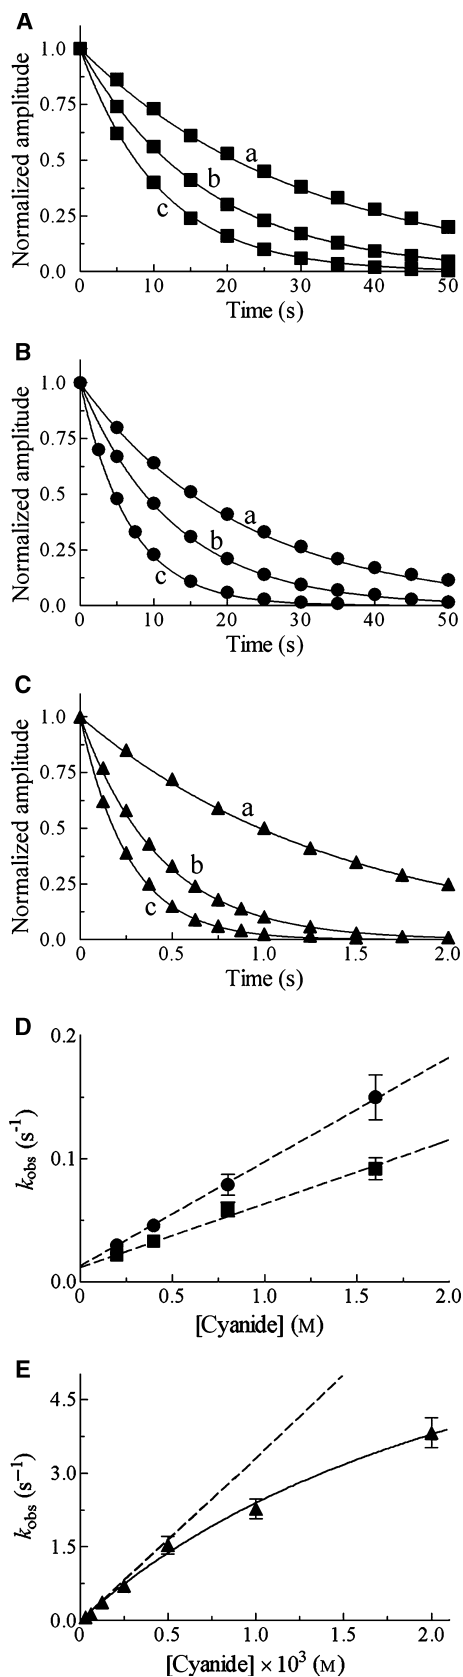 A
Normalized amplitude
1.0
0.75
0.5
0.25
0.0
a
b
c
0 10 20 30 40 50
Time (s)
B
Normalized amplitude
1.0
0.75
0.5
0.25
0.0
a
b
c
0 10 20 30 40 50
Time (s)
C
Normalized amplitude
1.0
0.75
0.5
0.25
0.0
a
b
c
0 0.5 1.0 1.5 2.0
Time (s)
D
kobs (s-1)
0.2
0.1
0.0
0 0.5 1.0 1.5 2.0
[Cyanide] (M)
E
kobs (s−1)
4.5
3.0
1.5
0.0
0 0.5 1.0 1.5 2.0
[Cyanide] × 10³ (M)